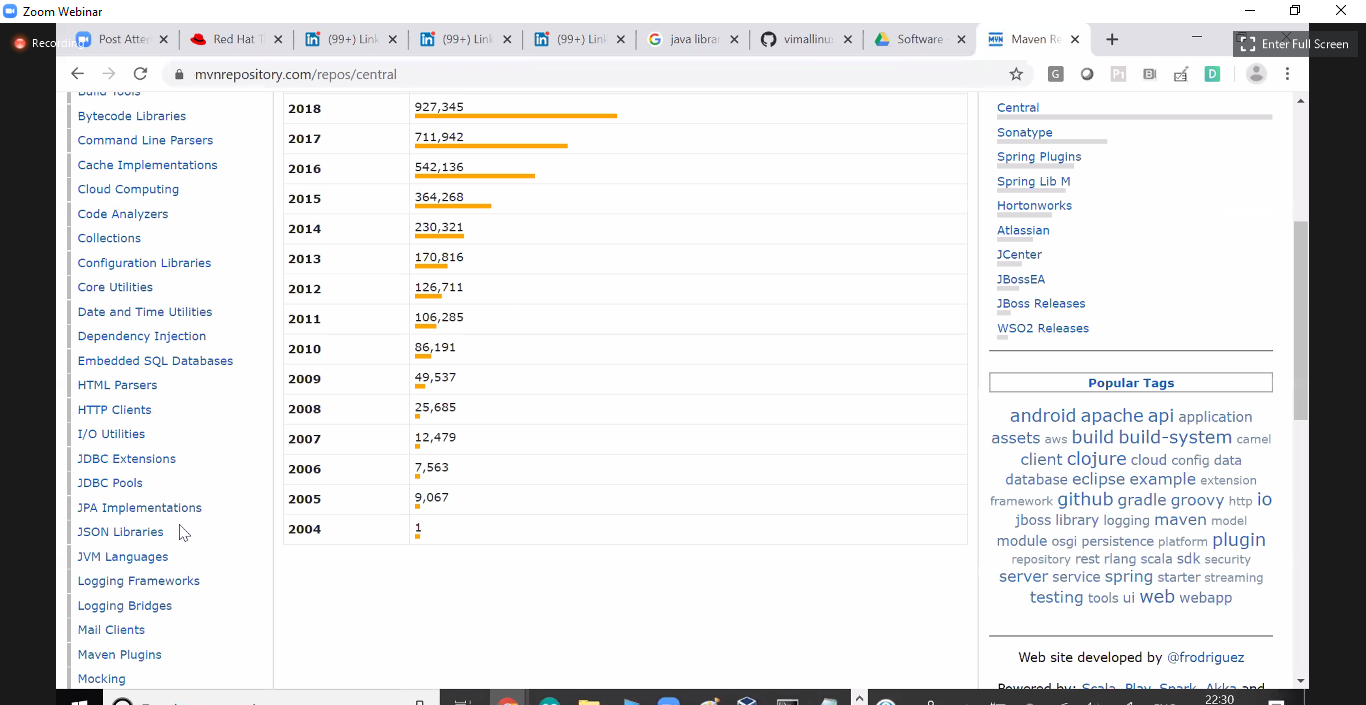 Zoom Webinar
Recording
Post Atter
Red Hat T
(99+) Link
(99+) Link
(99+) Link
java librar
vimallinux
Software
Maven Re
Enter Full Screen
mvnrepository.com/repos/central
Build Tools
Bytecode Libraries
Command Line Parsers
Cache Implementations
Cloud Computing
Code Analyzers
Collections
Configuration Libraries
Core Utilities
Date and Time Utilities
Dependency Injection
Embedded SQL Databases
HTML Parsers
HTTP Clients
I/O Utilities
JDBC Extensions
JDBC Pools
JPA Implementations
JSON Libraries
JVM Languages
Logging Frameworks
Logging Bridges
Mail Clients
Maven Plugins
Mocking
2018 927,345
2017 711,942
2016 542,136
2015 364,268
2014 230,321
2013 170,816
2012 126,711
2011 106,285
2010 86,191
2009 49,537
2008 25,685
2007 12,479
2006 7,563
2005 9,067
2004 1
Central
Sonatype
Spring Plugins
Spring Lib M
Hortonworks
Atlassian
JCenter
JBossEA
JBoss Releases
WSO2 Releases
Popular Tags
android apache api application
assets aws build build-system camel
client clojure cloud config data
database eclipse example extension
framework github gradle groovy http io
jboss library logging maven model
module osgi persistence platform plugin
repository rest rlang scala sdk security
server service spring starter streaming
testing tools ui web webapp
Web site developed by @frodriguez
Powered by: Scala, Play, Spark, Akka and
22:30